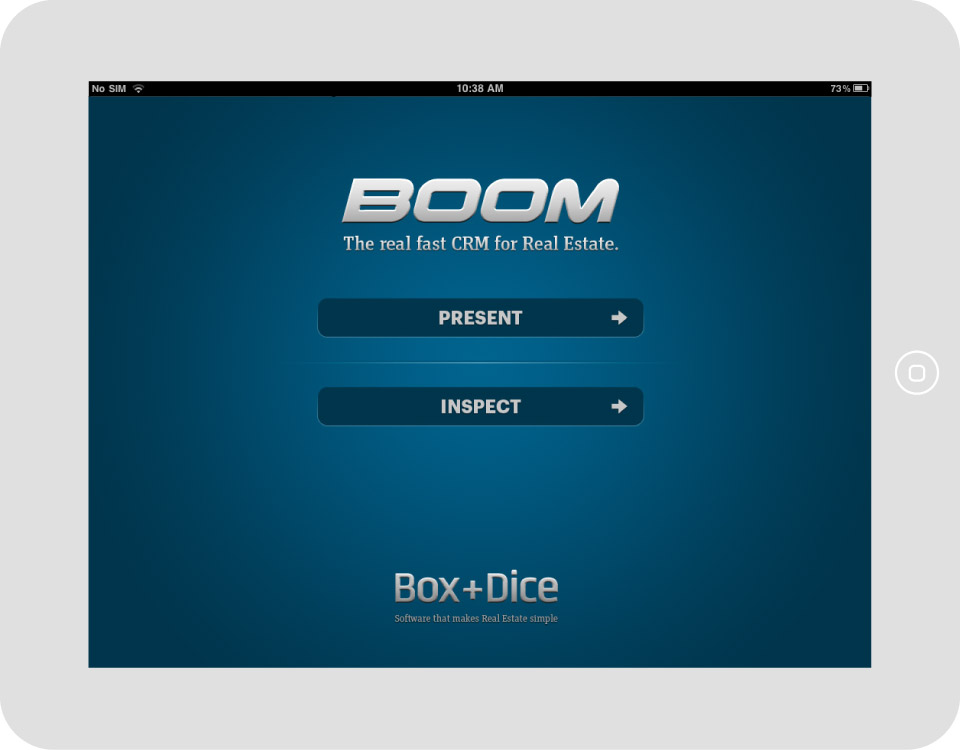 No SIM 10:38 AM 73%
BOOM
The real fast CRM for Real Estate.
PRESENT
INSPECT
Box+Dice
Software that makes Real Estate simple